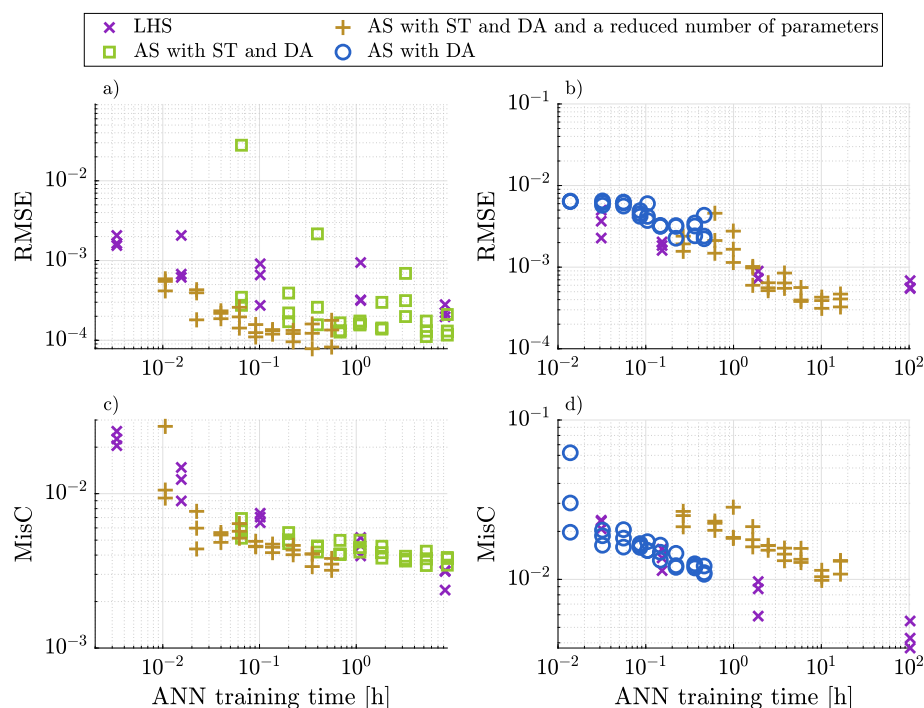 LHS
AS with ST and DA and a reduced number of parameters
AS with ST and DA
AS with DA
a)
b)
RMSE
10^-2
10^-3
10^-4
10^-2
10^-1
10^0
RMSE
10^-1
10^-2
10^-3
10^-4
10^-2
10^-1
10^0
10^1
10^2
c)
d)
MisC
10^-2
10^-3
10^-2
10^-1
10^0
ANN training time [h]
MisC
10^-1
10^-2
10^-2
10^-1
10^0
10^1
10^2
ANN training time [h]